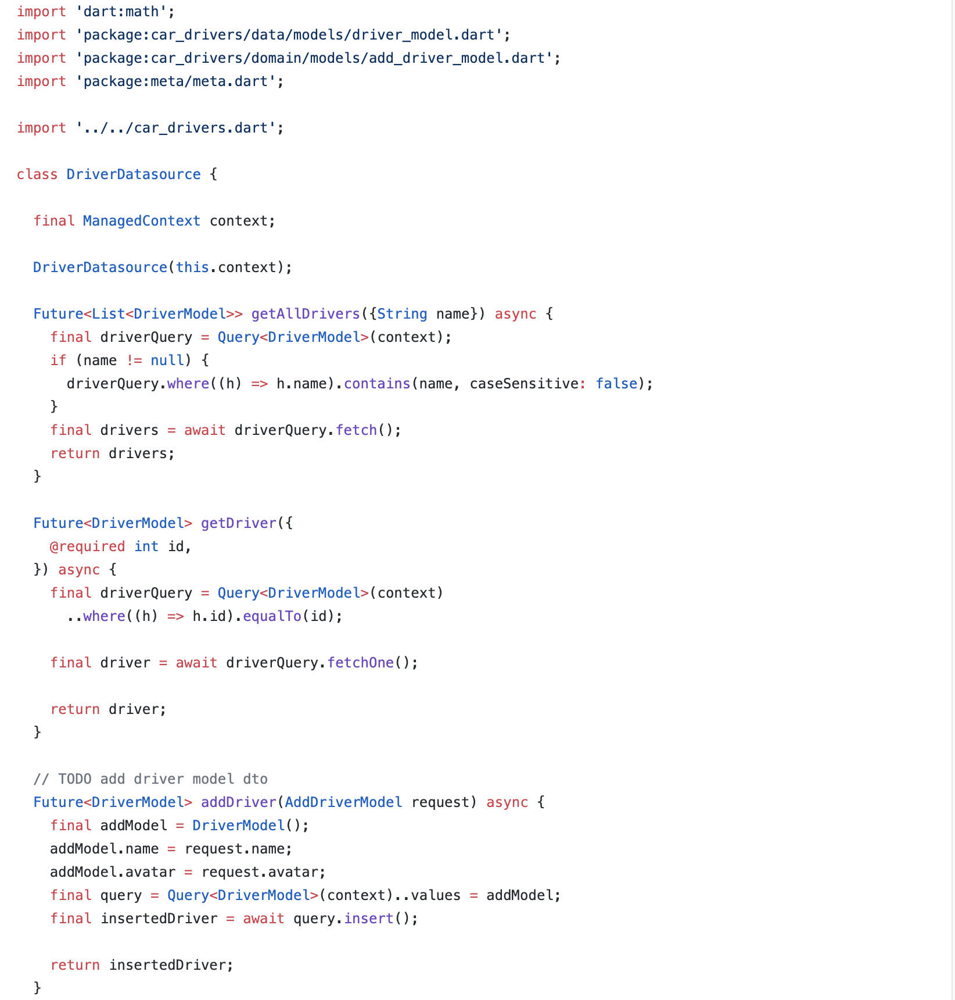 import 'dart:math';
import 'package:car_drivers/data/models/driver_model.dart';
import 'package:car_drivers/domain/models/add_driver_model.dart';
import 'package:meta/meta.dart';

import '../../car_drivers.dart';

class DriverDatasource {

  final ManagedContext context;

  DriverDatasource(this.context);

  Future<List<DriverModel>> getAllDrivers({String name}) async {
    final driverQuery = Query<DriverModel>(context);
    if (name != null) {
      driverQuery.where((h) => h.name).contains(name, caseSensitive: false);
    }
    final drivers = await driverQuery.fetch();
    return drivers;
  }

  Future<DriverModel> getDriver({
    @required int id,
  }) async {
    final driverQuery = Query<DriverModel>(context)
      ..where((h) => h.id).equalTo(id);

    final driver = await driverQuery.fetchOne();

    return driver;
  }

  // TODO add driver model dto
  Future<DriverModel> addDriver(AddDriverModel request) async {
    final addModel = DriverModel();
    addModel.name = request.name;
    addModel.avatar = request.avatar;
    final query = Query<DriverModel>(context)..values = addModel;
    final insertedDriver = await query.insert();

    return insertedDriver;
  }